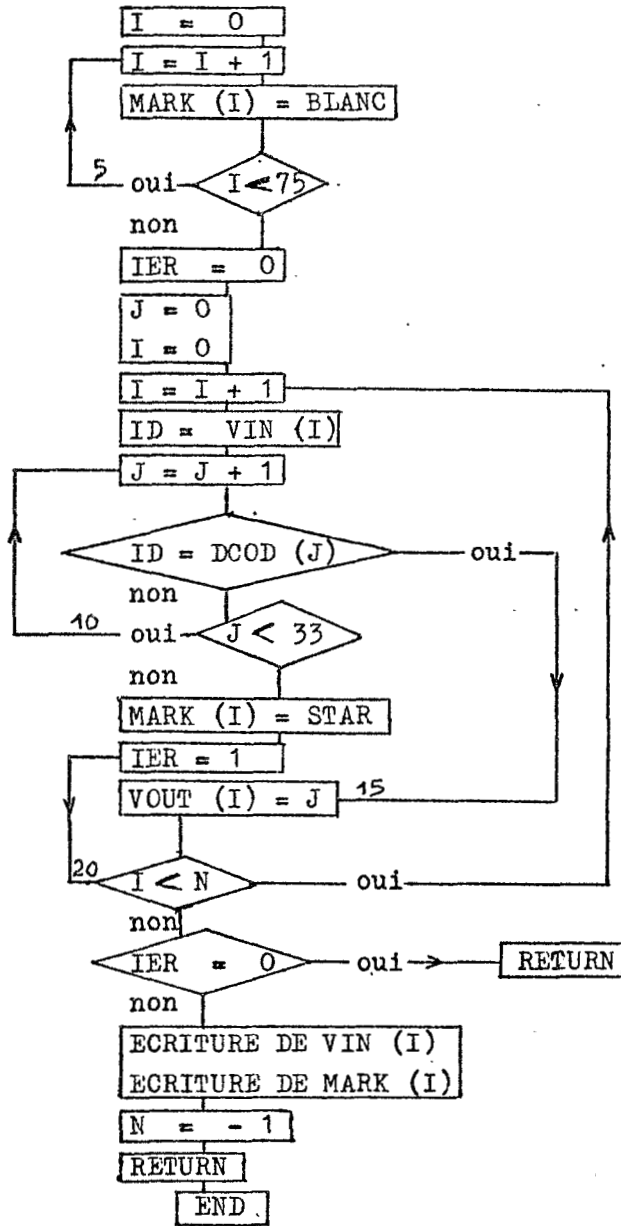 I = 0
I = I + 1
MARK (I) = BLANC
5 oui I < 75
non
IER = 0
J = 0
I = 0
I = I + 1
ID = VIN (I)
J = J + 1
ID = DCOD (J) oui
non
10 oui J < 33
non
MARK (I) = STAR
IER = 1
VOUT (I) = J 15
20 I < N oui
non
IER = 0 oui RETURN
non
ECRITURE DE VIN (I)
ECRITURE DE MARK (I)
N = - 1
RETURN
END